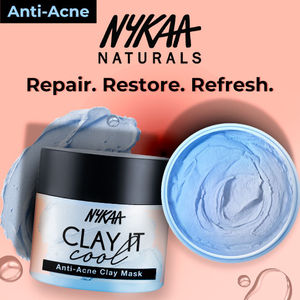 Anti-Acne
NYKAA
NATURALS
Repair. Restore. Refresh.
NYKAA
CLAY IT
cool
Anti-Acne Clay Mask